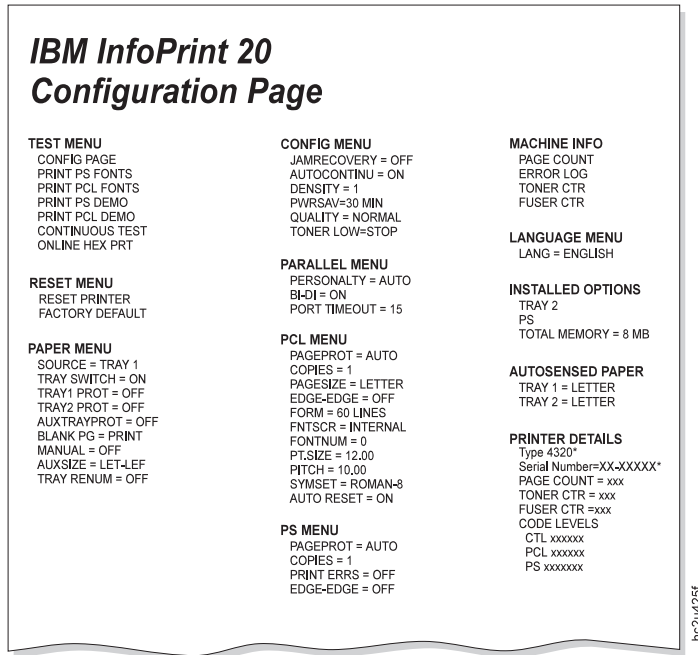 IBM InfoPrint 20
Configuration Page
TEST MENU
CONFIG PAGE
PRINT PS FONTS
PRINT PCL FONTS
PRINT PS DEMO
PRINT PCL DEMO
CONTINUOUS TEST
ONLINE HEX PRT
RESET MENU
RESET PRINTER
FACTORY DEFAULT
PAPER MENU
SOURCE = TRAY 1
TRAY SWITCH = ON
TRAY1 PROT = OFF
TRAY2 PROT = OFF
AUXTRAYPROT = OFF
BLANK PG = PRINT
MANUAL = OFF
AUXSIZE = LET-LEF
TRAY RENUM = OFF
CONFIG MENU
JAMRECOVERY = OFF
AUTOCONTINU = ON
DENSITY = 1
PWRSAV=30 MIN
QUALITY = NORMAL
TONER LOW=STOP
PARALLEL MENU
PERSONALTY = AUTO
BI-DI = ON
PORT TIMEOUT = 15
PCL MENU
PAGEPROT = AUTO
COPIES = 1
PAGESIZE = LETTER
EDGE-EDGE = OFF
FORM = 60 LINES
FNTSCR = INTERNAL
FONTNUM = 0
PT.SIZE = 12.00
PITCH = 10.00
SYMSET = ROMAN-8
AUTO RESET = ON
PS MENU
PAGEPROT = AUTO
COPIES = 1
PRINT ERRS = OFF
EDGE-EDGE = OFF
MACHINE INFO
PAGE COUNT
ERROR LOG
TONER CTR
FUSER CTR
LANGUAGE MENU
LANG = ENGLISH
INSTALLED OPTIONS
TRAY 2
PS
TOTAL MEMORY = 8 MB
AUTOSENSED PAPER
TRAY 1 = LETTER
TRAY 2 = LETTER
PRINTER DETAILS
Type 4320*
Serial Number=XX-XXXXX*
PAGE COUNT = xxx
TONER CTR = xxx
FUSER CTR =xxx
CODE LEVELS
CTL xxxxxx
PCL xxxxxx
PS xxxxxxx
hc2u425f